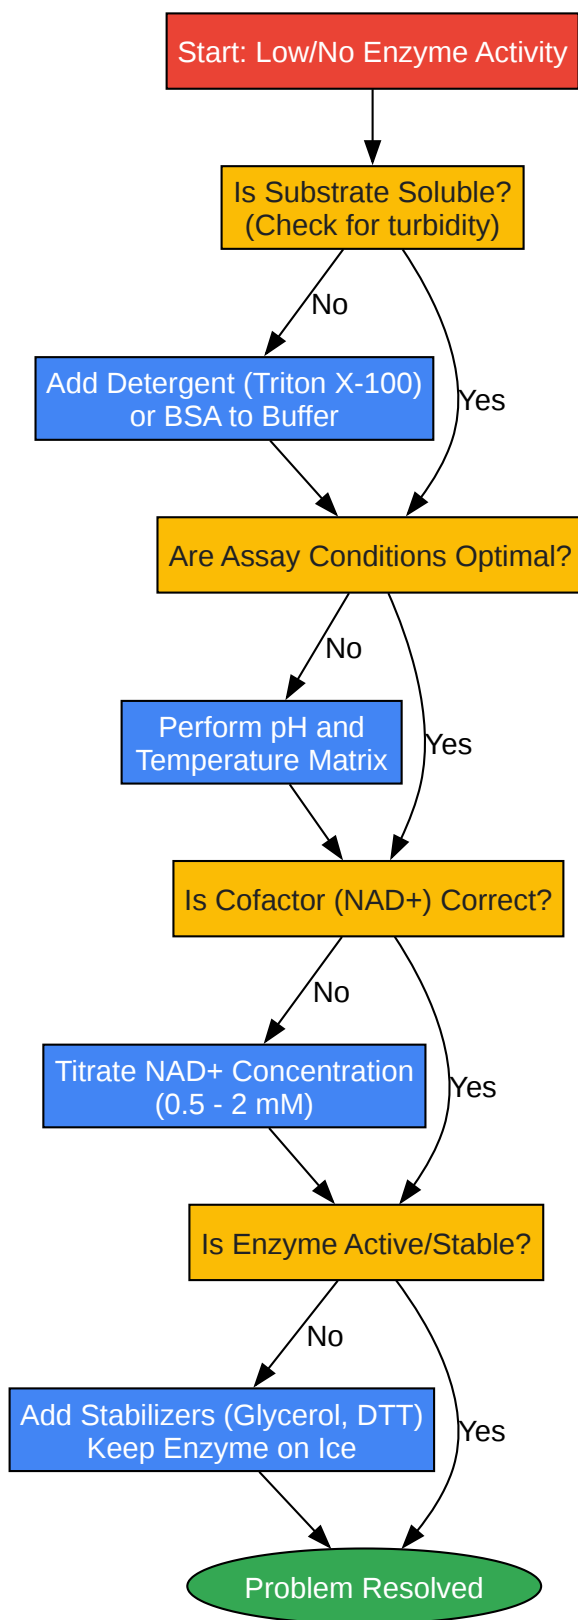 Start: Low/No Enzyme Activity
Is Substrate Soluble?
(Check for turbidity)
No
Add Detergent (Triton X-100)
or BSA to Buffer
Yes
Are Assay Conditions Optimal?
No
Perform pH and
Temperature Matrix
Yes
Is Cofactor (NAD+) Correct?
No
Titrate NAD+ Concentration
(0.5 - 2 mM)
Yes
Is Enzyme Active/Stable?
No
Add Stabilizers (Glycerol, DTT)
Keep Enzyme on Ice
Yes
Problem Resolved